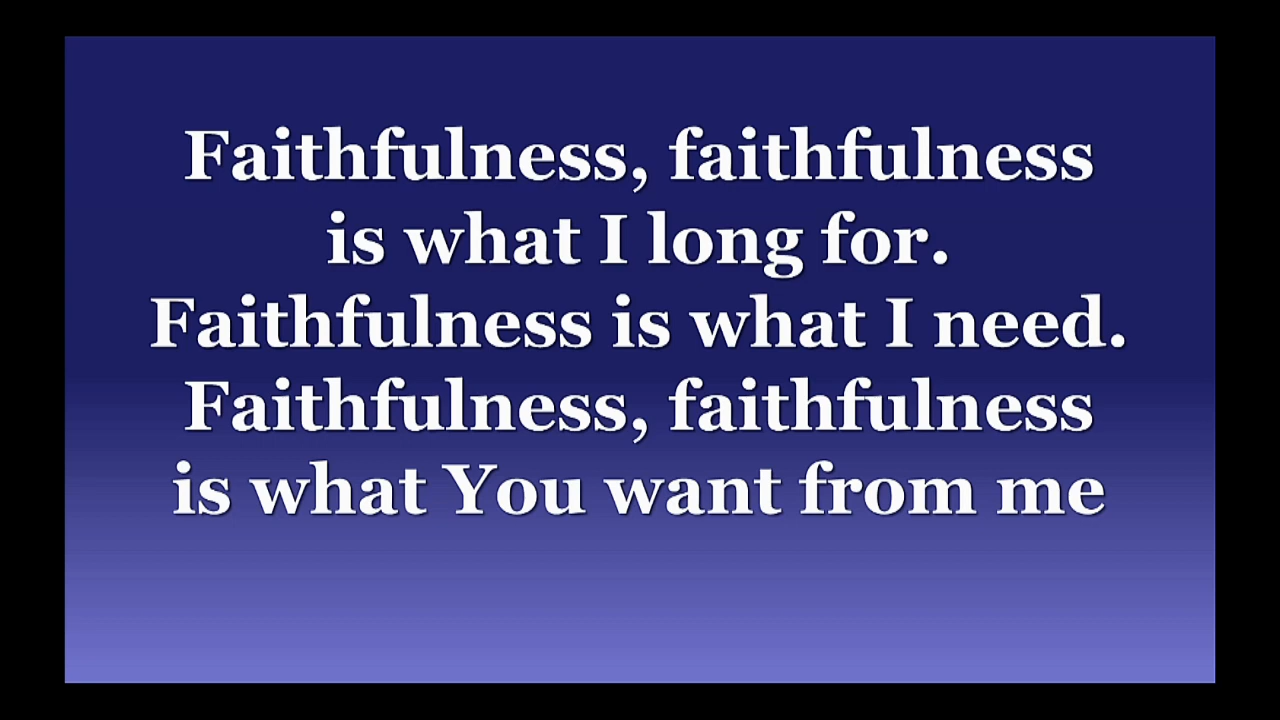 Faithfulness, faithfulness
is what I long for.
Faithfulness is what I need.
Faithfulness, faithfulness
is what You want from me